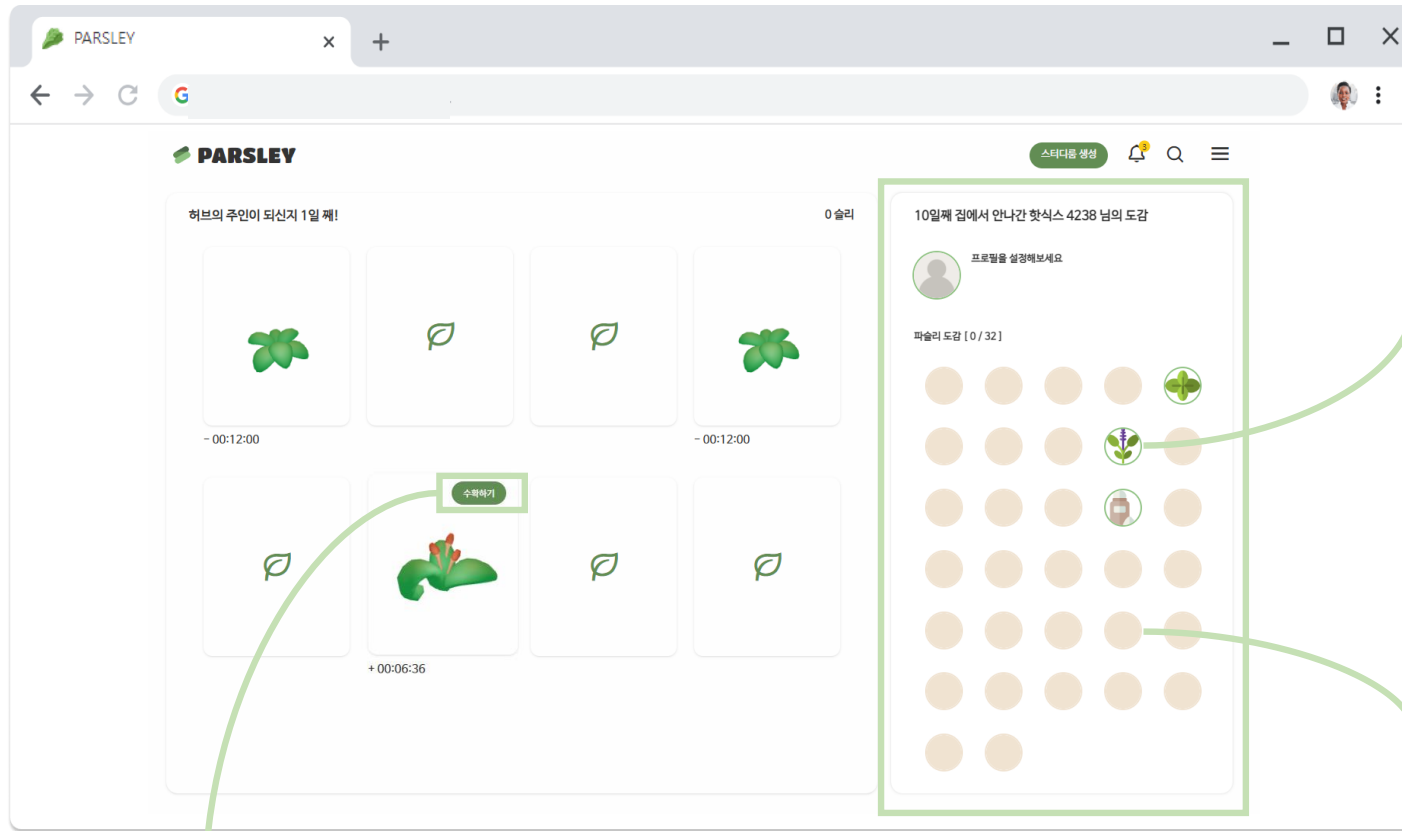 PARSLEY
PARSLEY
스터디룸 생성
3
허브의 주인이 되신지 1일 째!
0 슬리
- 00:12:00
- 00:12:00
수확하기
+ 00:06:36
10일째 집에서 안나간 핫식스 4238 님의 도감
프로필을 설정해보세요
파슬리 도감 [ 0 / 32 ]